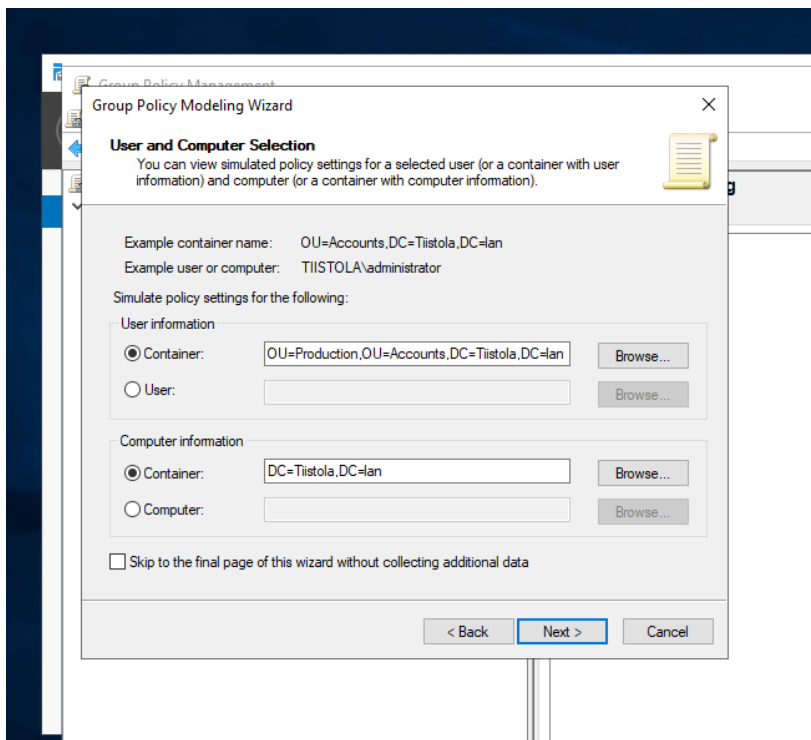 Group Policy Management
Group Policy Modeling Wizard
User and Computer Selection
You can view simulated policy settings for a selected user (or a container with user
information) and computer (or a container with computer information).
g
Example container name: OU=Accounts,DC=Tiistola,DC=lan
Example user or computer: TIISTOLA\administrator
Simulate policy settings for the following:
User information
Container: OU=Production,OU=Accounts,DC=Tiistola,DC=lan Browse...
User: Browse...
Computer information
Container: DC=Tiistola,DC=lan Browse...
Computer: Browse...
Skip to the final page of this wizard without collecting additional data
< Back Next > Cancel